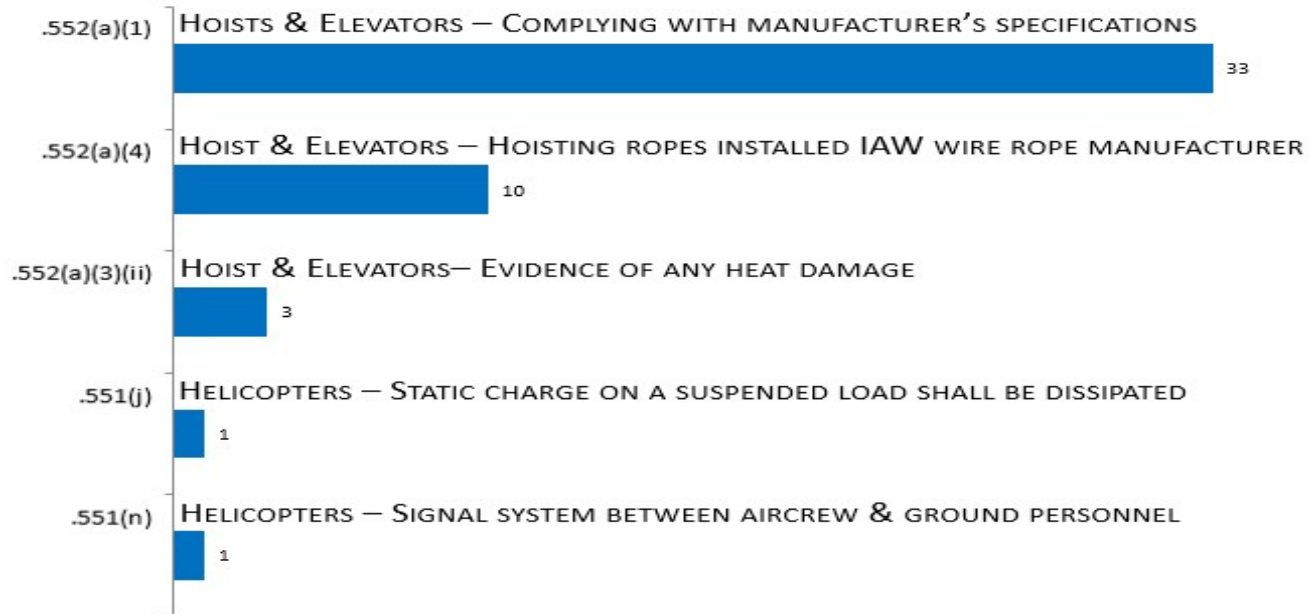 .552(a)(1) HOISTS & ELEVATORS – COMPLYING WITH MANUFACTURER'S SPECIFICATIONS
33
.552(a)(4) HOIST & ELEVATORS – HOISTING ROPES INSTALLED IAW WIRE ROPE MANUFACTURER
10
.552(a)(3)(ii) HOIST & ELEVATORS– EVIDENCE OF ANY HEAT DAMAGE
3
.551(j) HELICOPTERS – STATIC CHARGE ON A SUSPENDED LOAD SHALL BE DISSIPATED
1
.551(n) HELICOPTERS – SIGNAL SYSTEM BETWEEN AIRCREW & GROUND PERSONNEL
1